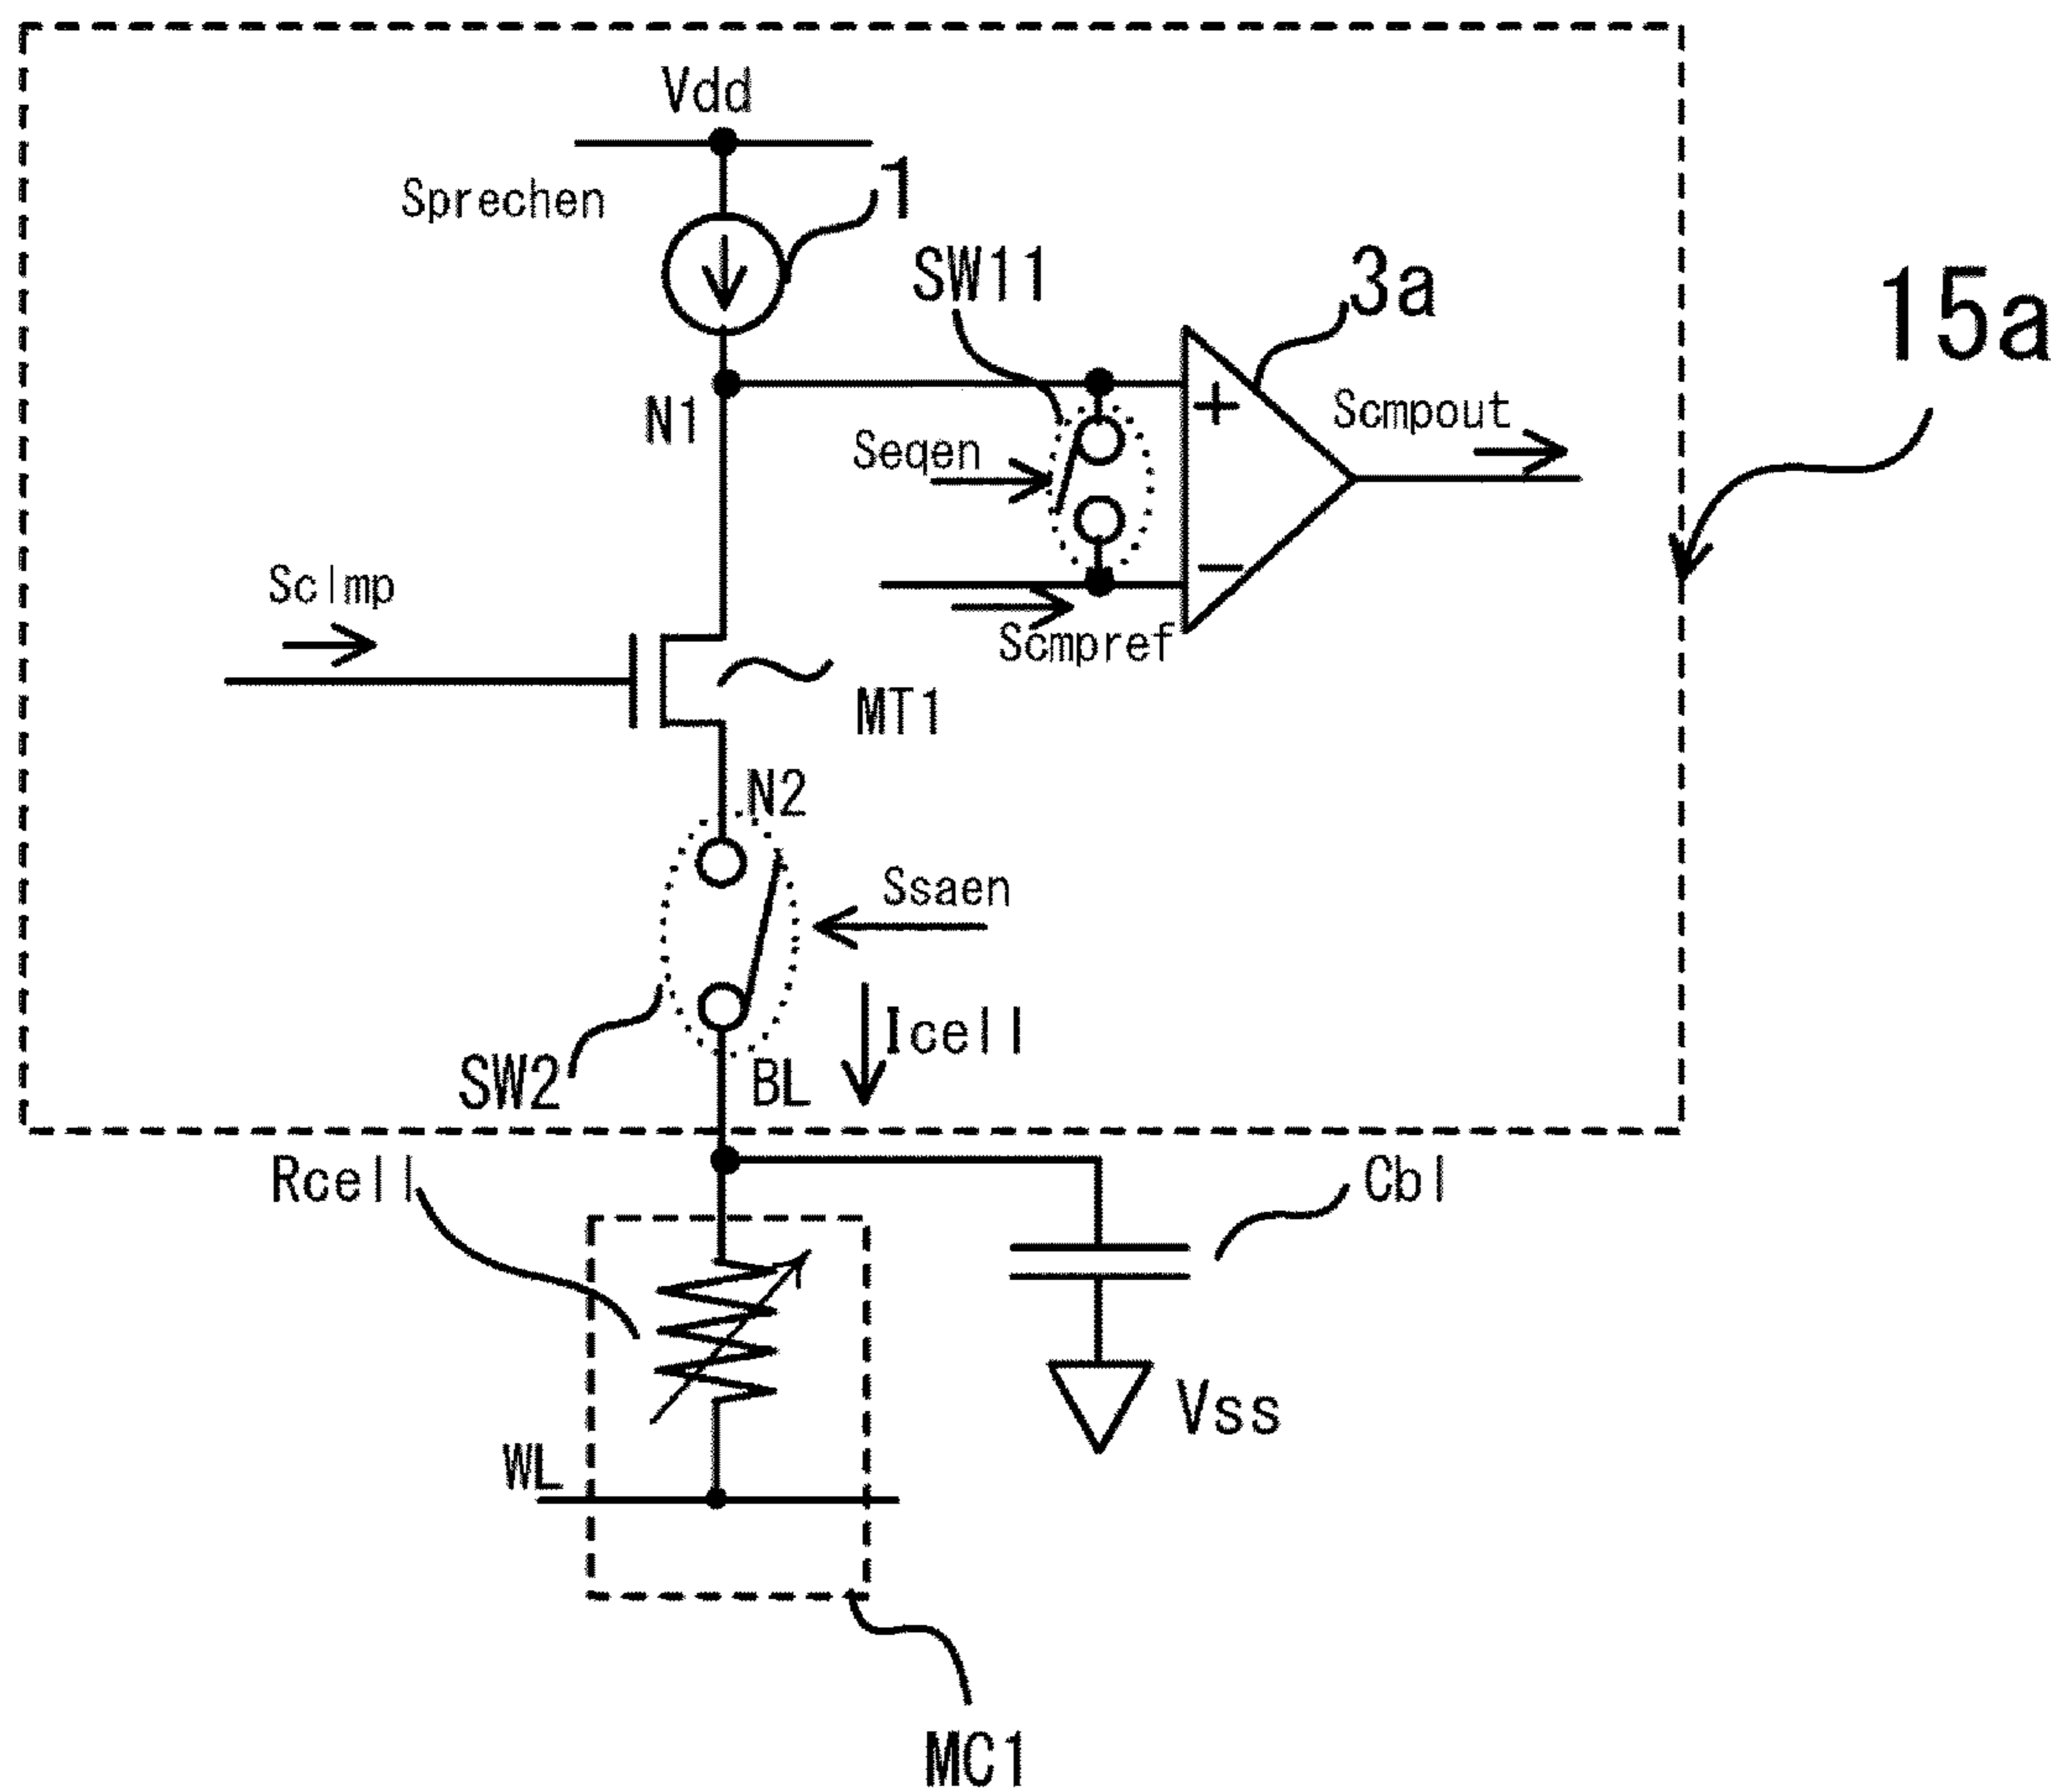 Vdd
Sprechen
1
SW11
3a
15a
N1
Seqen
+
Scmpout
Sclmp
−
Scmpref
MT1
N2
Ssaen
SW2
BL
Icell
Rcell
Cbl
Vss
WL
MC1